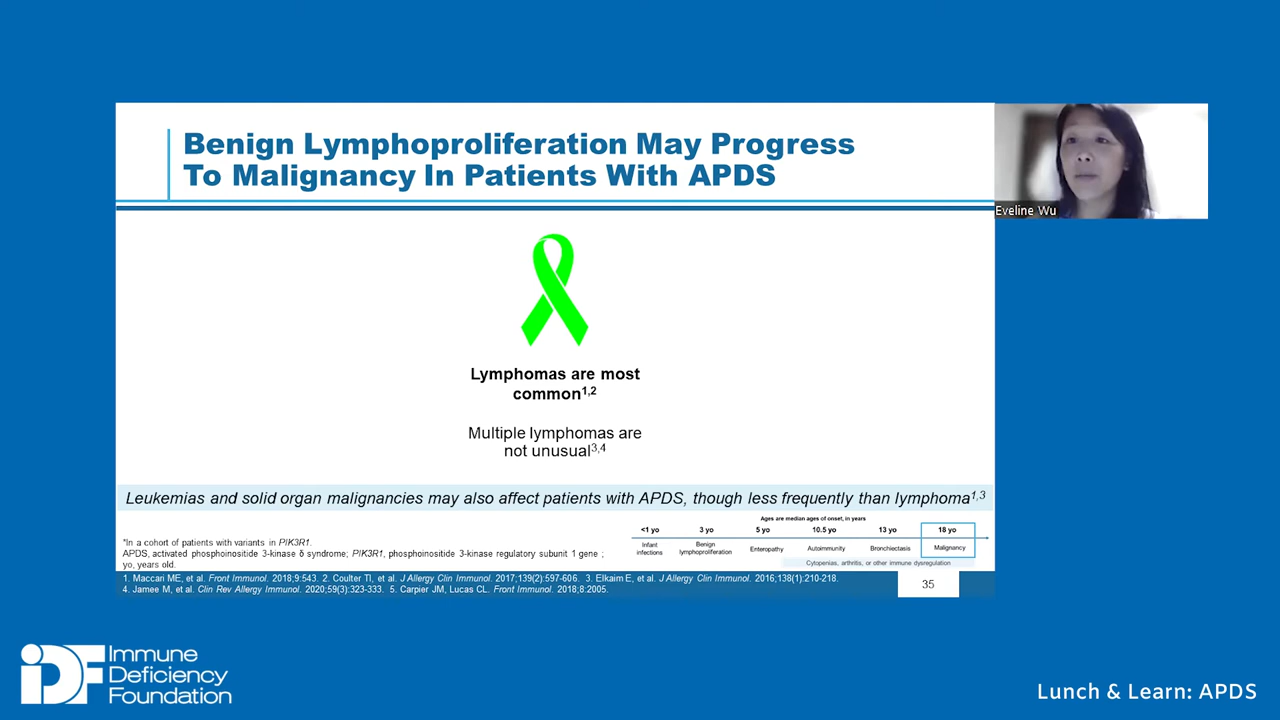 Benign Lymphoproliferation May Progress
To Malignancy In Patients With APDS
Eveline Wu
Lymphomas are most
common1,2
Multiple lymphomas are
not unusual3,4
Leukemias and solid organ malignancies may also affect patients with APDS, though less frequently than lymphoma1,3
Ages are median ages of onset, in years
<1 yo 3 yo 5 yo 10.5 yo 13 yo 18 yo
Infant
infections
Benign
lymphoproliferation
Enteropathy
Autoimmunity
Bronchiectasis
Malignancy
Cytopenias, arthritis, or other immune dysregulation
*In a cohort of patients with variants in PIK3R1.
APDS, activated phosphoinositide 3-kinase δ syndrome; PIK3R1, phosphoinositide 3-kinase regulatory subunit 1 gene ;
yo, years old.
1. Maccari ME, et al. Front Immunol. 2018;9:543. 2. Coulter TI, et al. J Allergy Clin Immunol. 2017;139(2):597-606. 3. Elkaim E, et al. J Allergy Clin Immunol. 2016;138(1):210-218.
4. Jamee M, et al. Clin Rev Allergy Immunol. 2020;59(3):323-333. 5. Carpier JM, Lucas CL. Front Immunol. 2018;8:2005.
35
IDF
Immune
Deficiency
Foundation
Lunch & Learn: APDS